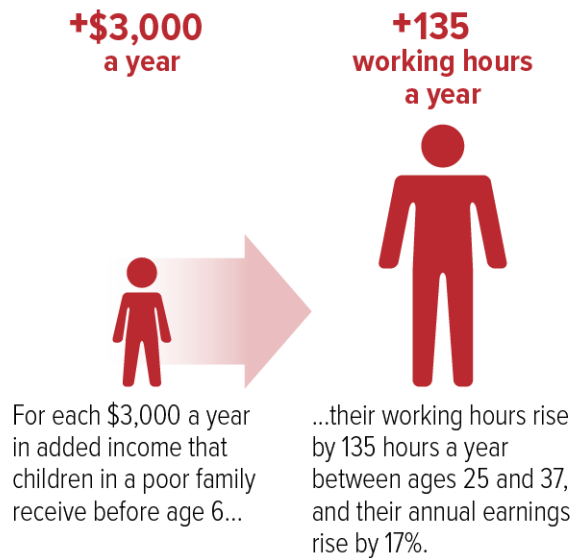 +$3,000
a year
+135
working hours
a year
For each $3,000 a year
in added income that
children in a poor family
receive before age 6...
...their working hours rise
by 135 hours a year
between ages 25 and 37,
and their annual earnings
rise by 17%.